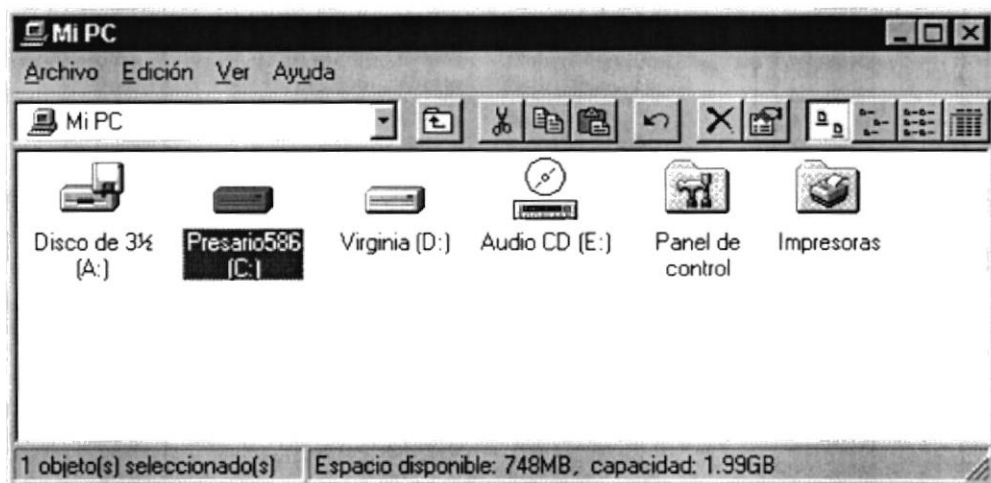 Mi PC
Archivo Edición Ver Ayuda
Mi PC
Disco de 3½ (A:)
Presario586 (C:)
Virginia (D:)
Audio CD (E:)
Panel de control
Impresoras
1 objeto(s) seleccionado(s) Espacio disponible: 748MB, capacidad: 1.99GB